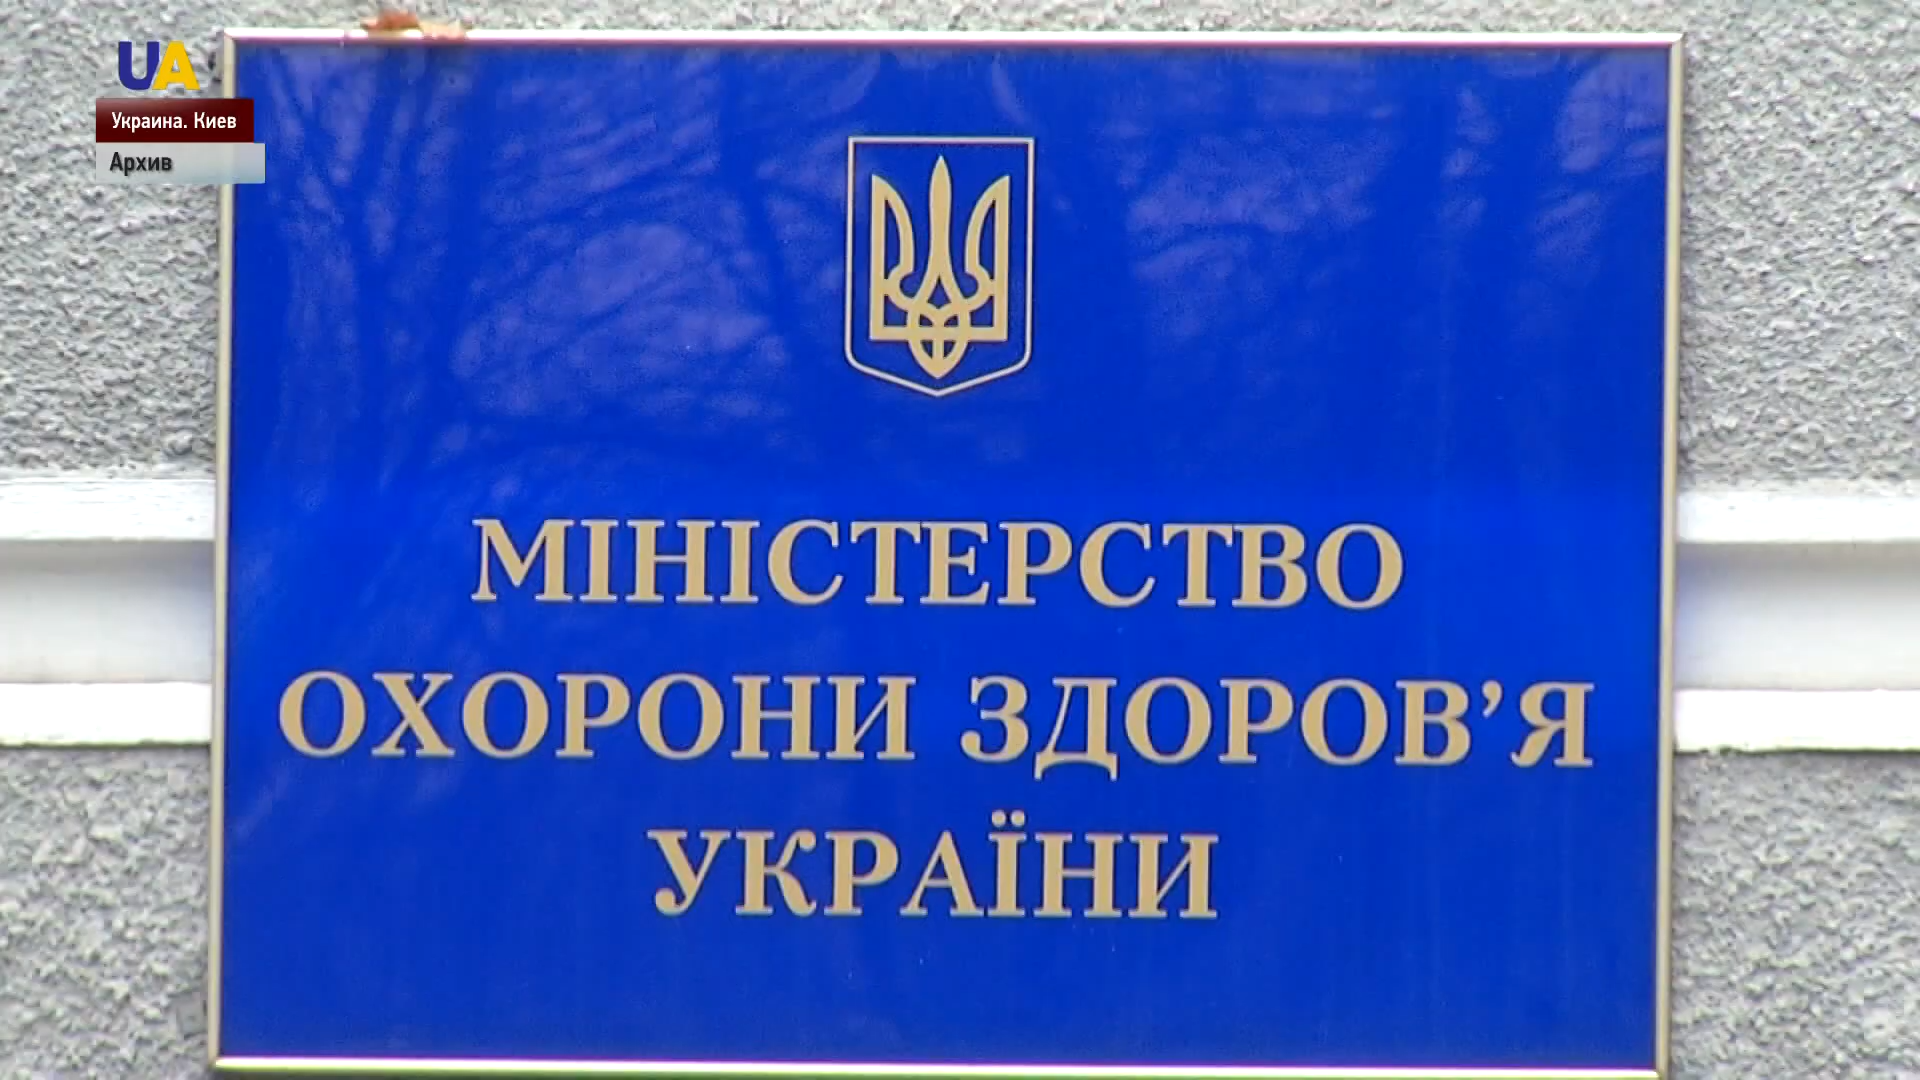 UA
Украина. Киев
Архив
МІНІСТЕРСТВО
ОХОРОНИ ЗДОРОВ’Я
УКРАЇНИ